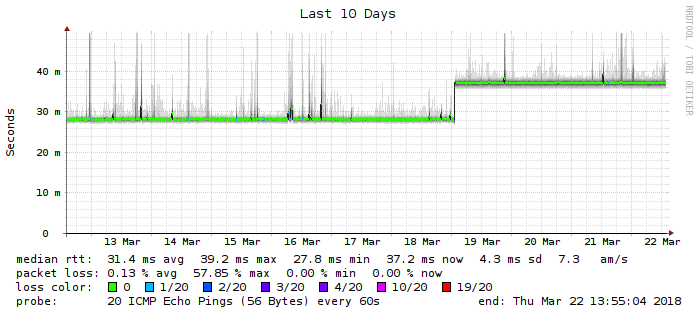 Last 10 Days
RRDTOOL / TOBI OETIKER
Seconds
40 m
30 m
20 m
10 m
0
13 Mar 14 Mar 15 Mar 16 Mar 17 Mar 18 Mar 19 Mar 20 Mar 21 Mar 22 Mar
median rtt: 31.4 ms avg 39.2 ms max 27.8 ms min 37.2 ms now 4.3 ms sd 7.3 am/s
packet loss: 0.13 % avg 57.85 % max 0.00 % min 0.00 % now
loss color: 0 1/20 2/20 3/20 4/20 10/20 19/20
probe: 20 ICMP Echo Pings (56 Bytes) every 60s end: Thu Mar 22 13:55:04 2018